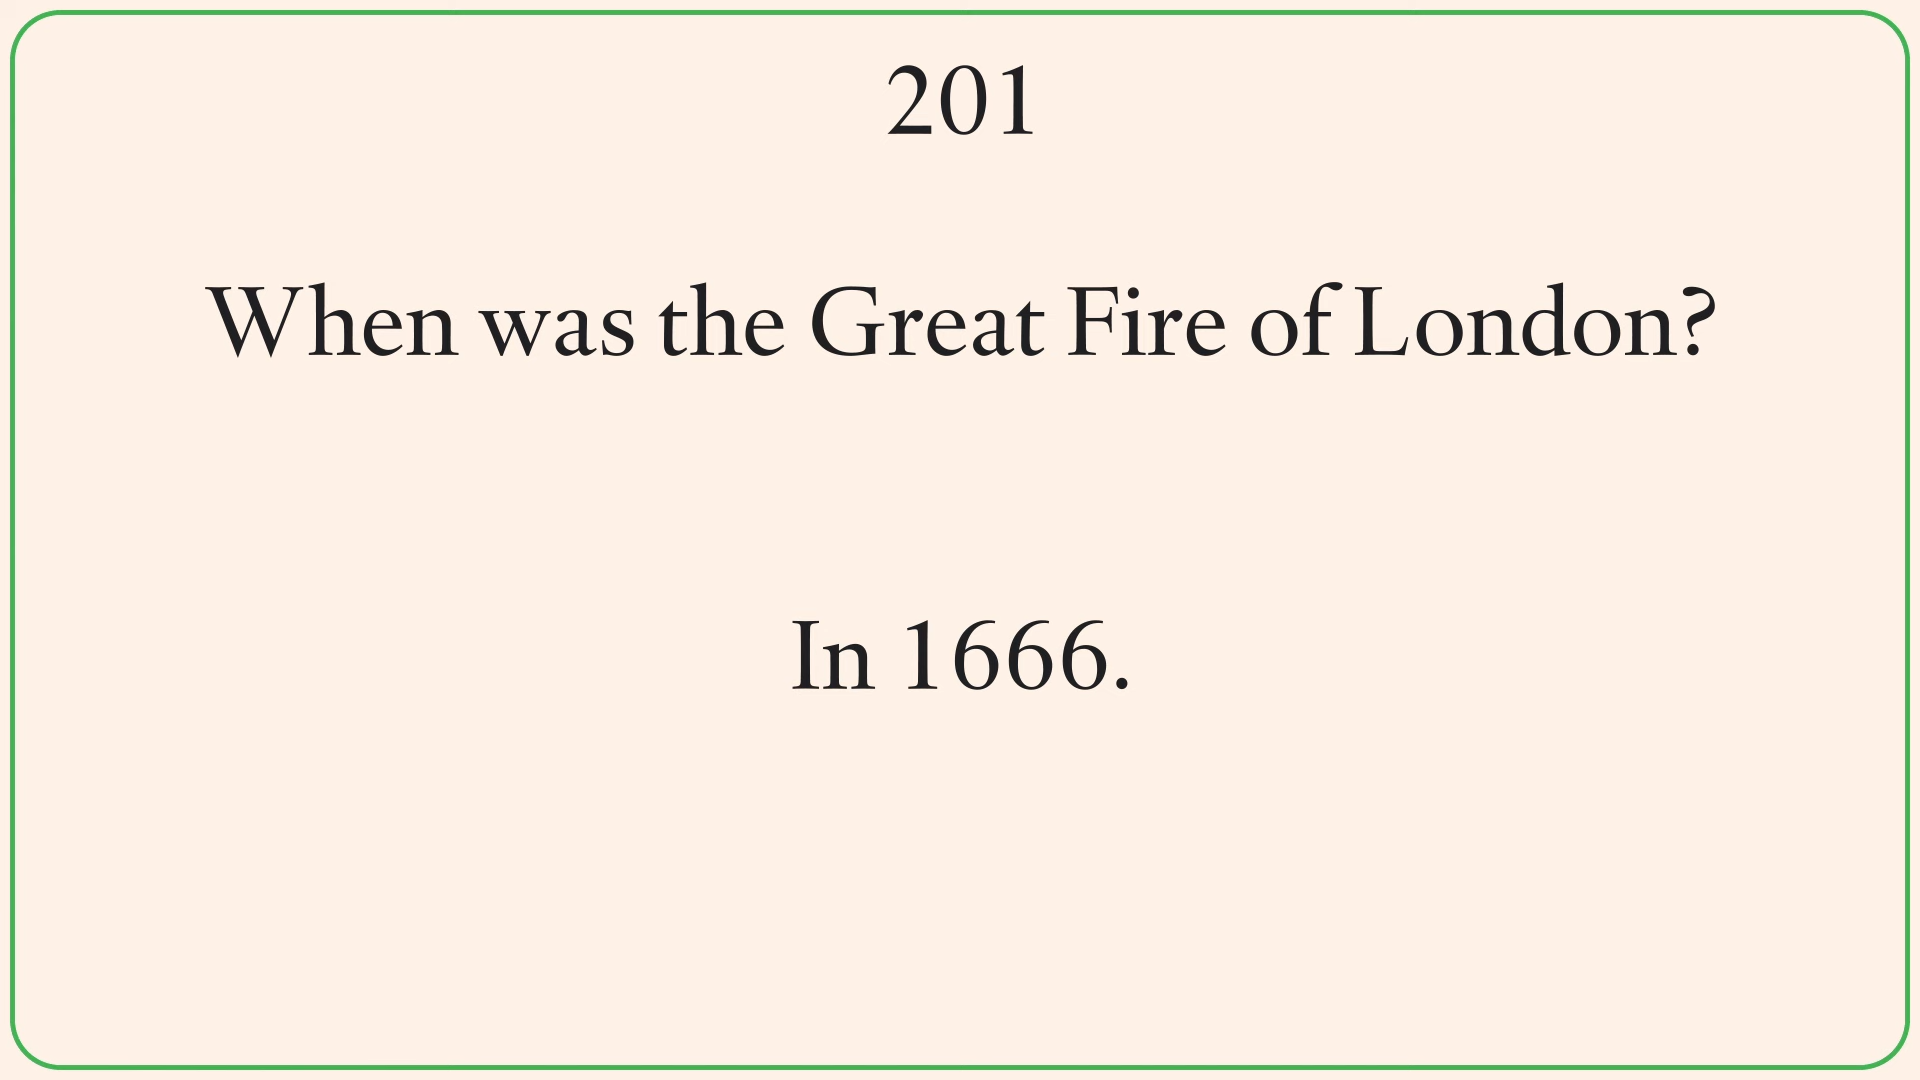 201
When was the Great Fire of London?
In 1666.